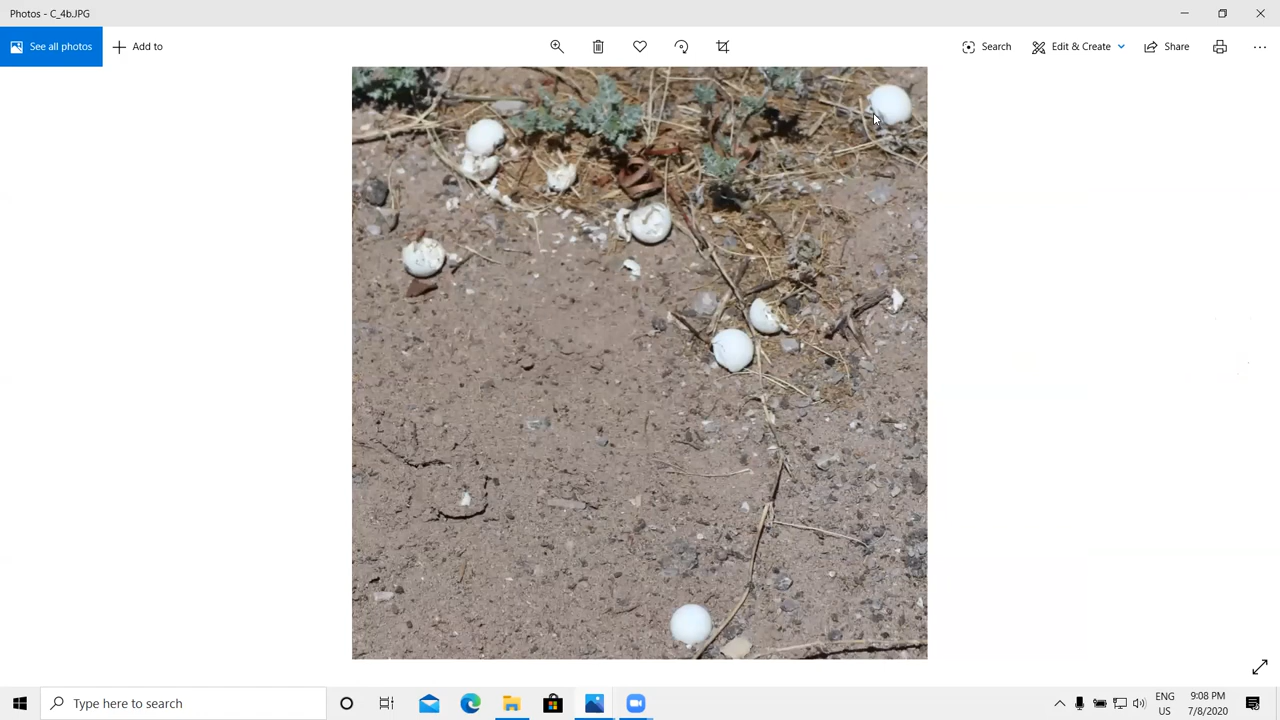 Photos - C_4b.JPG
See all photos
Add to
Search
Edit & Create
Share
Type here to search
ENG
US
9:08 PM
7/8/2020